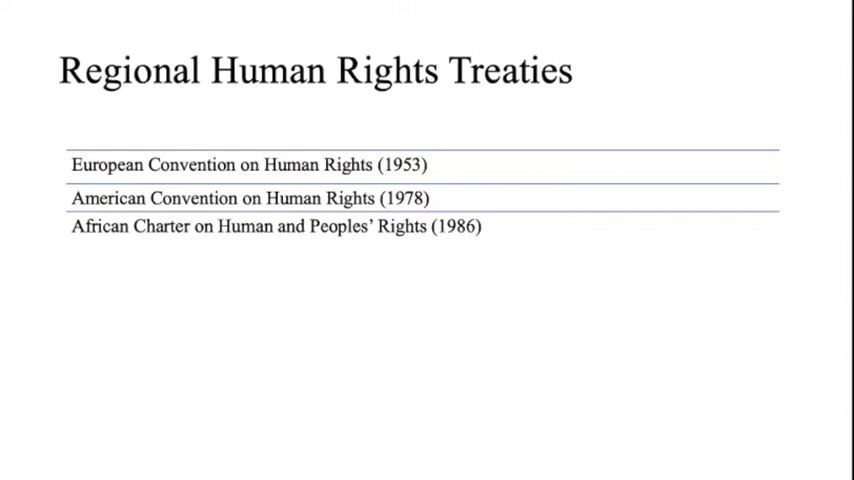 Regional Human Rights Treaties
European Convention on Human Rights (1953)
American Convention on Human Rights (1978)
African Charter on Human and Peoples’ Rights (1986)